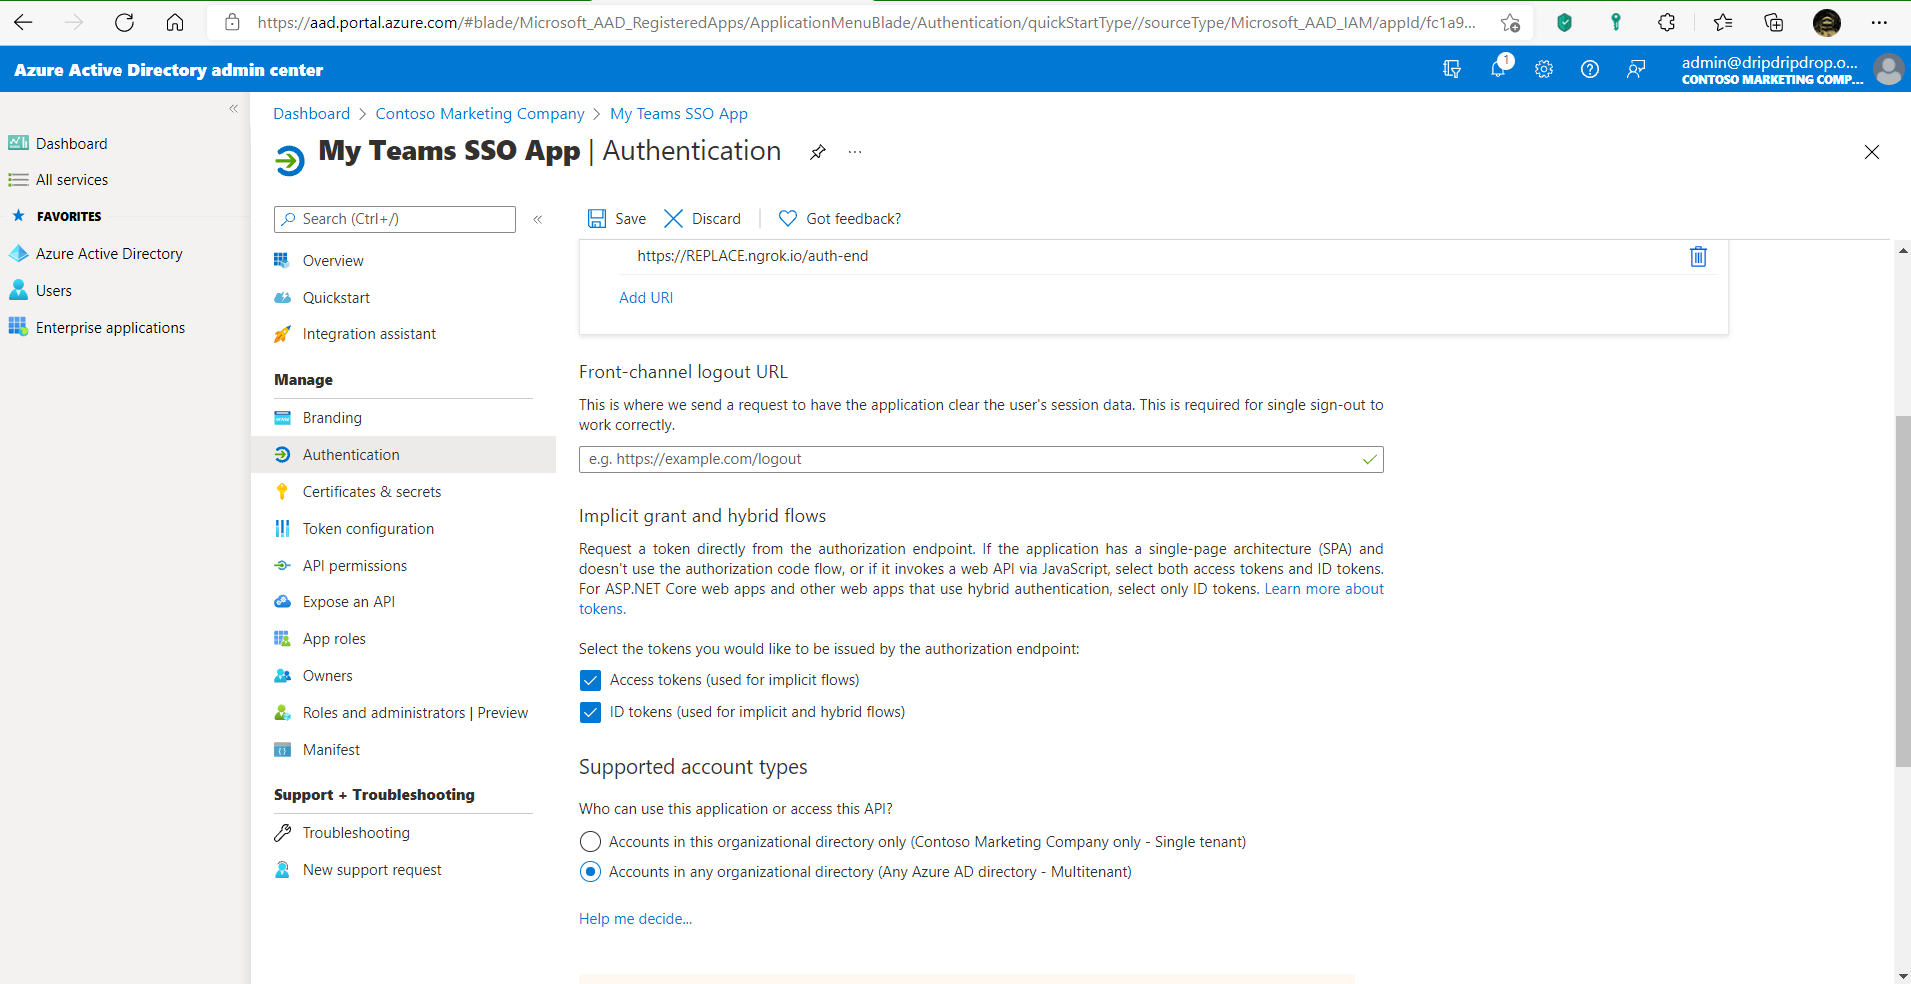 https://aad.portal.azure.com/#blade/Microsoft_AAD_RegisteredApps/ApplicationMenuBlade/Authentication/quickStartType//sourceType/Microsoft_AAD_IAM/appId/fc1a9...
Azure Active Directory admin center
1
admin@dripdripdrop.o...
CONTOSO MARKETING COMP...
«
Dashboard
All services
FAVORITES
Azure Active Directory
Users
Enterprise applications
Dashboard > Contoso Marketing Company > My Teams SSO App
My Teams SSO App | Authentication
...
Search (Ctrl+/)
«
Overview
Quickstart
Integration assistant
Manage
Branding
Authentication
Certificates & secrets
Token configuration
API permissions
Expose an API
App roles
Owners
Roles and administrators | Preview
Manifest
Support + Troubleshooting
Troubleshooting
New support request
Save
Discard
Got feedback?
https://REPLACE.ngrok.io/auth-end
Add URI
Front-channel logout URL
This is where we send a request to have the application clear the user's session data. This is required for single sign-out to
work correctly.
e.g. https://example.com/logout
Implicit grant and hybrid flows
Request a token directly from the authorization endpoint. If the application has a single-page architecture (SPA) and
doesn't use the authorization code flow, or if it invokes a web API via JavaScript, select both access tokens and ID tokens.
For ASP.NET Core web apps and other web apps that use hybrid authentication, select only ID tokens. Learn more about
tokens.
Select the tokens you would like to be issued by the authorization endpoint:
Access tokens (used for implicit flows)
ID tokens (used for implicit and hybrid flows)
Supported account types
Who can use this application or access this API?
Accounts in this organizational directory only (Contoso Marketing Company only - Single tenant)
Accounts in any organizational directory (Any Azure AD directory - Multitenant)
Help me decide...